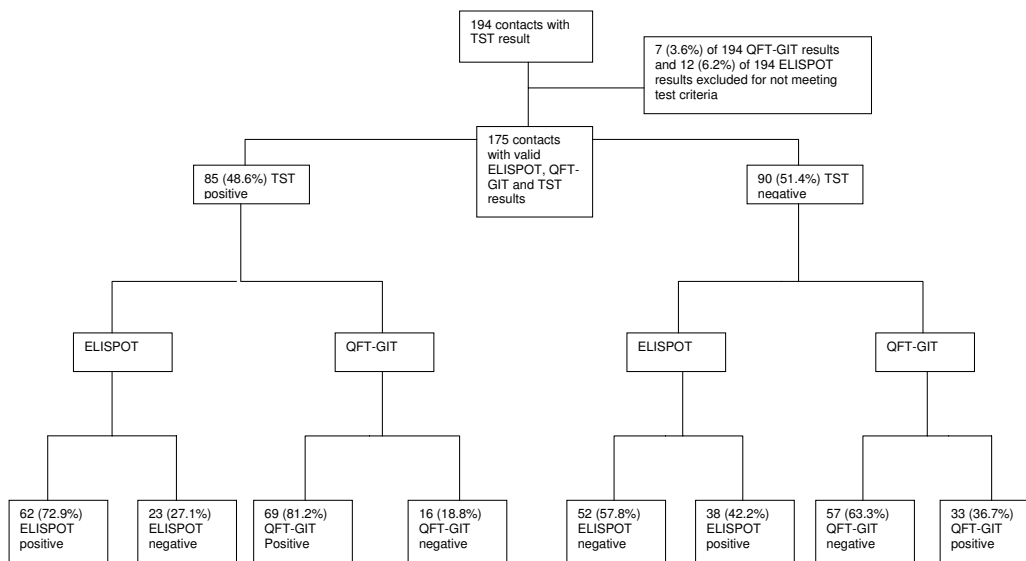 194 contacts with
TST result
7 (3.6%) of 194 QFT-GIT results
and 12 (6.2%) of 194 ELISPOT
results excluded for not meeting
test criteria
175 contacts
with valid
ELISPOT, QFT-
GIT and TST
results
85 (48.6%) TST
positive
90 (51.4%) TST
negative
ELISPOT
QFT-GIT
ELISPOT
QFT-GIT
62 (72.9%)
ELISPOT
positive
23 (27.1%)
ELISPOT
negative
69 (81.2%)
QFT-GIT
Positive
16 (18.8%)
QFT-GIT
negative
52 (57.8%)
ELISPOT
negative
38 (42.2%)
ELISPOT
positive
57 (63.3%)
QFT-GIT
negative
33 (36.7%)
QFT-GIT
positive